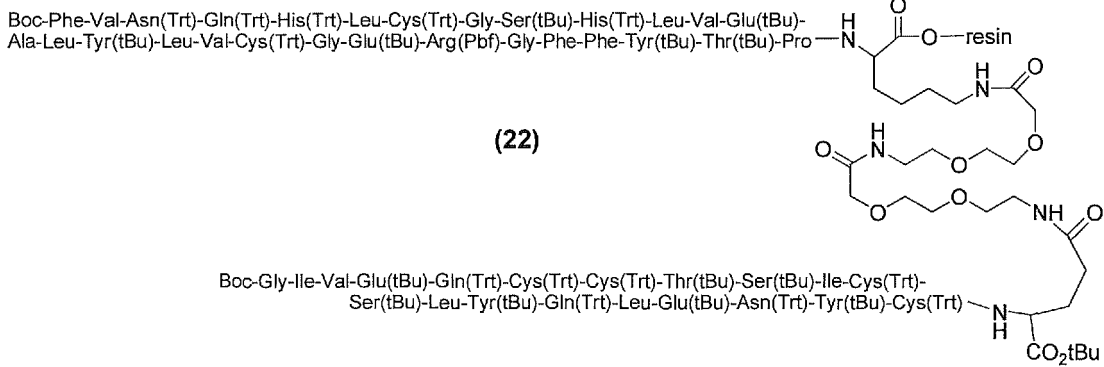 Boc-Phe-Val-Asn(Trt)-Gln(Trt)-His(Trt)-Leu-Cys(Trt)-Gly-Ser(tBu)-His(Trt)-Leu-Val-Glu(tBu)-
Ala-Leu-Tyr(tBu)-Leu-Val-Cys(Trt)-Gly-Glu(tBu)-Arg(Pbf)-Gly-Phe-Phe-Tyr(tBu)-Thr(tBu)-Pro
H
N
O
O
resin
H
N
O
(22)
O
H
N
O
O
O
O
NH
O
Boc-Gly-Ile-Val-Glu(tBu)-Gln(Trt)-Cys(Trt)-Cys(Trt)-Thr(tBu)-Ser(tBu)-Ile-Cys(Trt)-
Ser(tBu)-Leu-Tyr(tBu)-Gln(Trt)-Leu-Glu(tBu)-Asn(Trt)-Tyr(tBu)-Cys(Trt)
N
H
CO2tBu